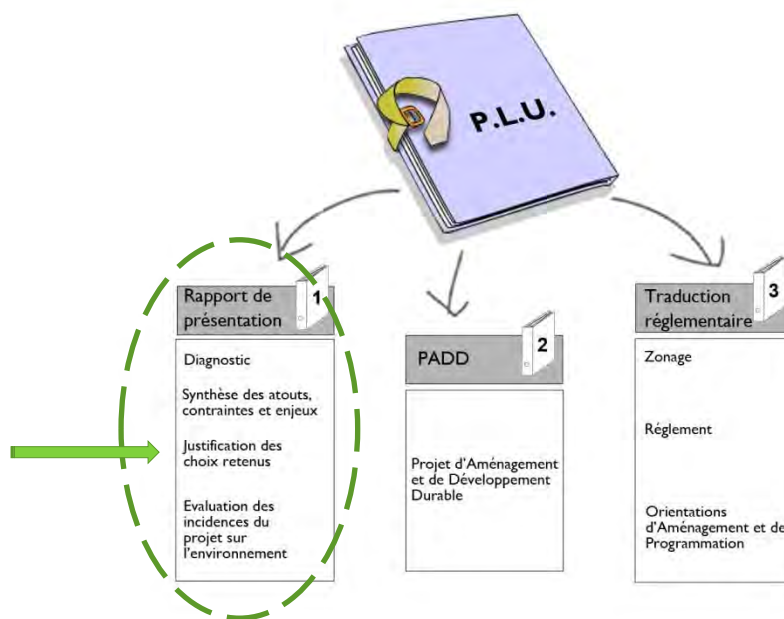 P.L.U.
Rapport de
présentation
1
Diagnostic
Synthèse des atouts,
contraintes et enjeux
Justification des
choix retenus
Evaluation des
incidences du
projet sur
l'environnement
PADD
2
Projet d'Aménagement
et de Développement
Durable
Traduction
réglementaire
3
Zonage
Réglement
Orientations
d'Aménagement et de
Programmation